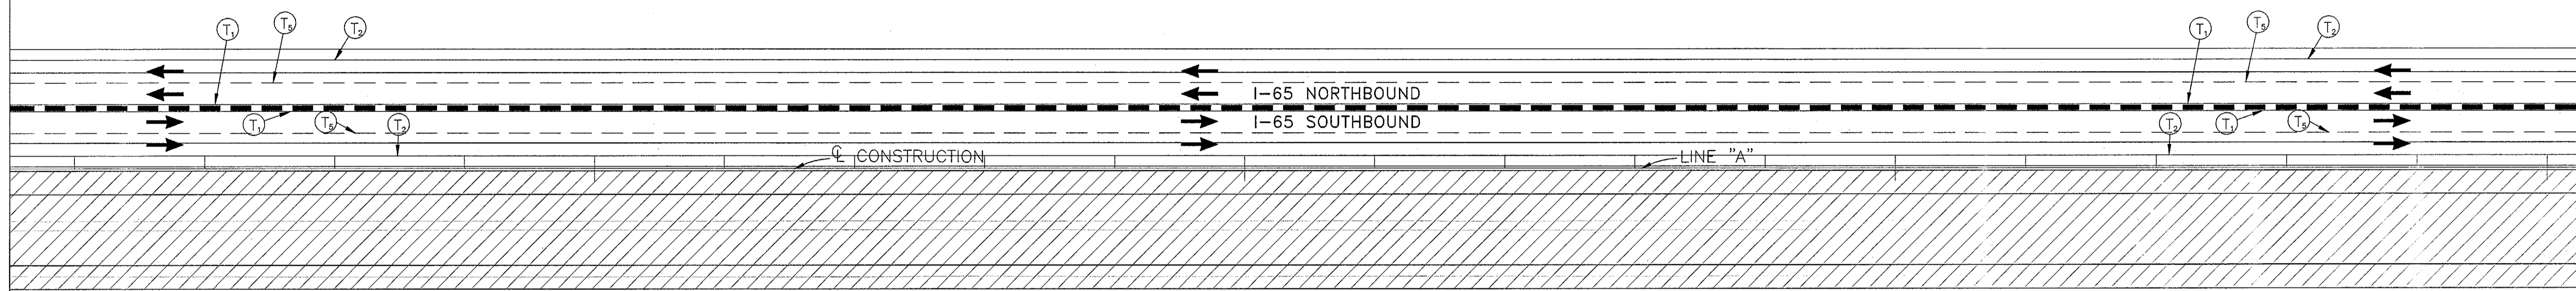 T₁ T₅ T₂ T₁ T₅ T₂
I-65 NORTHBOUND
T₁ T₅ T₂ I-65 SOUTHBOUND T₂ T₁ T₅
℄ CONSTRUCTION LINE "A"